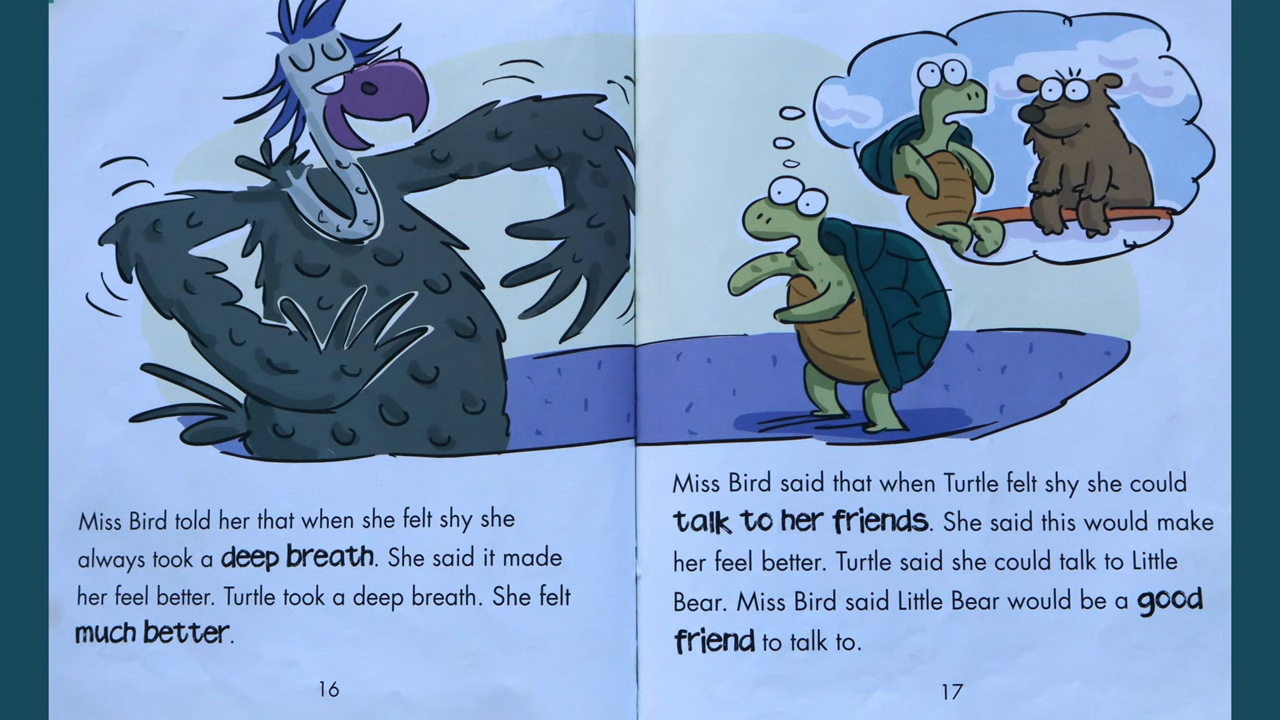 Miss Bird told her that when she felt shy she
always took a deep breath. She said it made
her feel better. Turtle took a deep breath. She felt
much better.
16
Miss Bird said that when Turtle felt shy she could
talk to her friends. She said this would make
her feel better. Turtle said she could talk to Little
Bear. Miss Bird said Little Bear would be a good
friend to talk to.
17